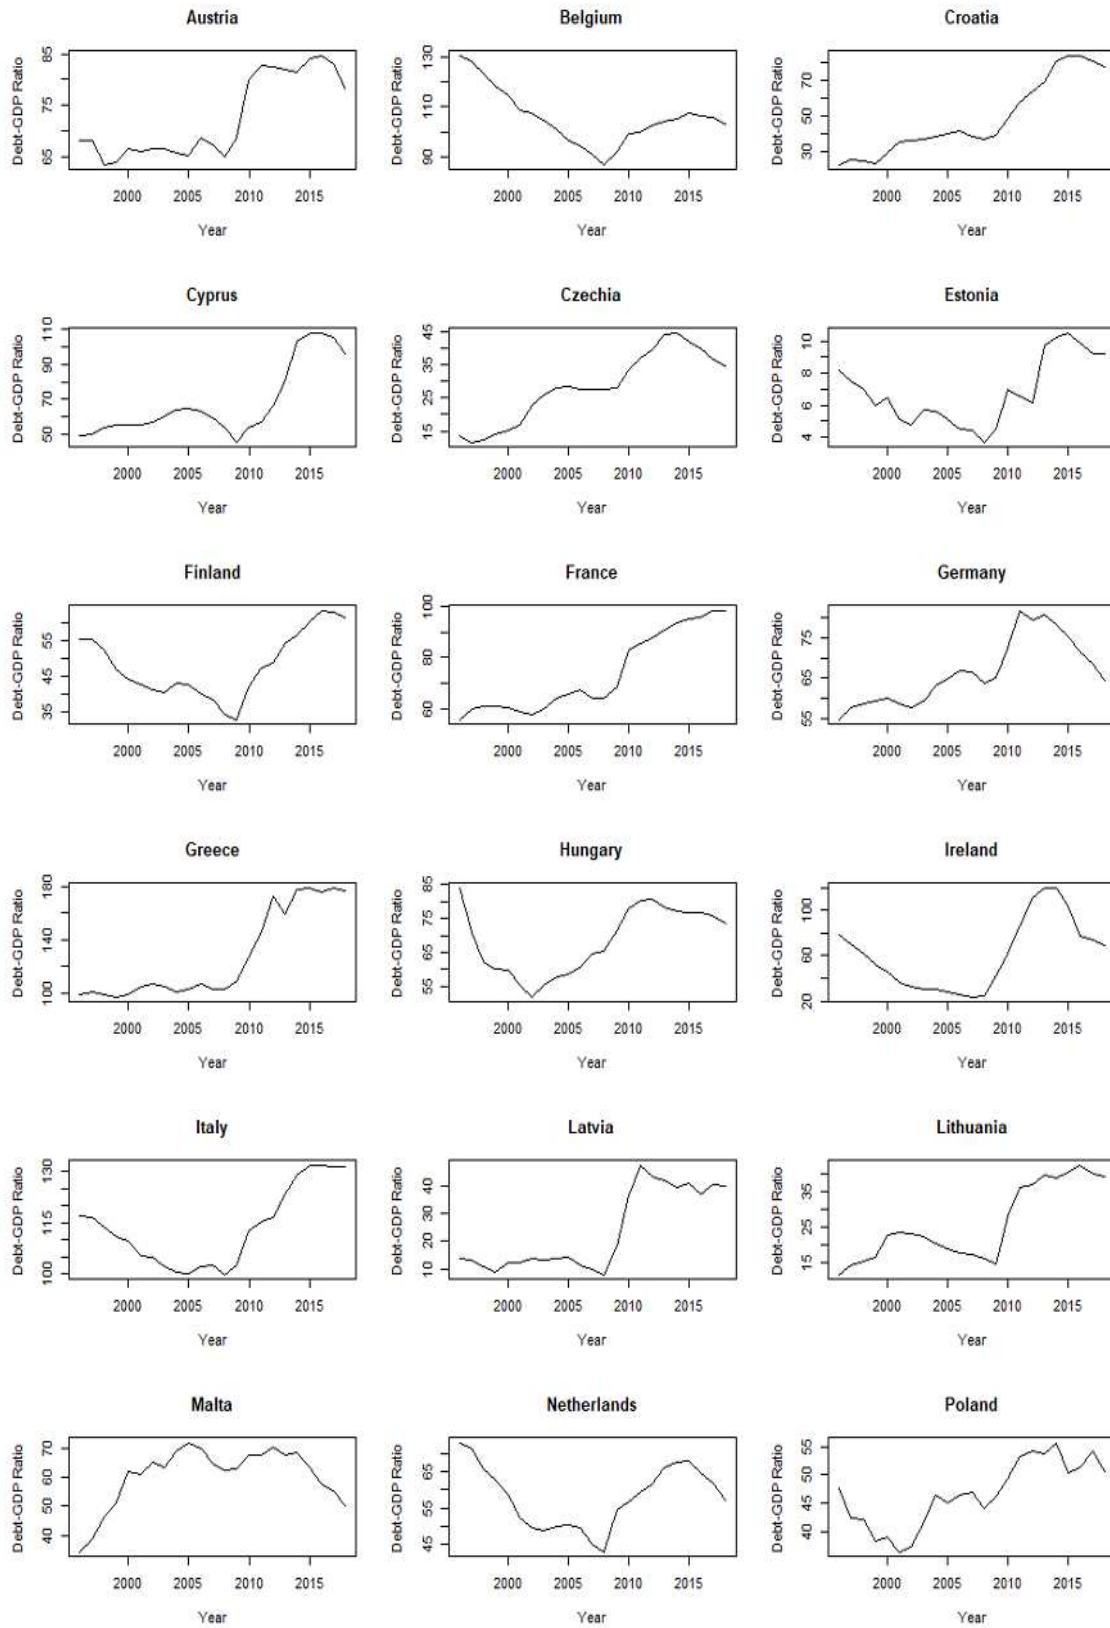 Austria
Debt-GDP Ratio
65 75 85
2000 2005 2010 2015
Year
Belgium
Debt-GDP Ratio
90 110 130
2000 2005 2010 2015
Year
Croatia
Debt-GDP Ratio
30 50 70
2000 2005 2010 2015
Year
Cyprus
Debt-GDP Ratio
50 70 90 110
2000 2005 2010 2015
Year
Czechia
Debt-GDP Ratio
15 25 35 45
2000 2005 2010 2015
Year
Estonia
Debt-GDP Ratio
4 6 8 10
2000 2005 2010 2015
Year
Finland
Debt-GDP Ratio
35 45 55
2000 2005 2010 2015
Year
France
Debt-GDP Ratio
60 80 100
2000 2005 2010 2015
Year
Germany
Debt-GDP Ratio
55 65 75
2000 2005 2010 2015
Year
Greece
Debt-GDP Ratio
100 140 180
2000 2005 2010 2015
Year
Hungary
Debt-GDP Ratio
55 65 75 85
2000 2005 2010 2015
Year
Ireland
Debt-GDP Ratio
20 60 100
2000 2005 2010 2015
Year
Italy
Debt-GDP Ratio
100 115 130
2000 2005 2010 2015
Year
Latvia
Debt-GDP Ratio
10 20 30 40
2000 2005 2010 2015
Year
Lithuania
Debt-GDP Ratio
15 25 35
2000 2005 2010 2015
Year
Malta
Debt-GDP Ratio
40 50 60 70
2000 2005 2010 2015
Year
Netherlands
Debt-GDP Ratio
45 55 65
2000 2005 2010 2015
Year
Poland
Debt-GDP Ratio
40 45 50 55
2000 2005 2010 2015
Year